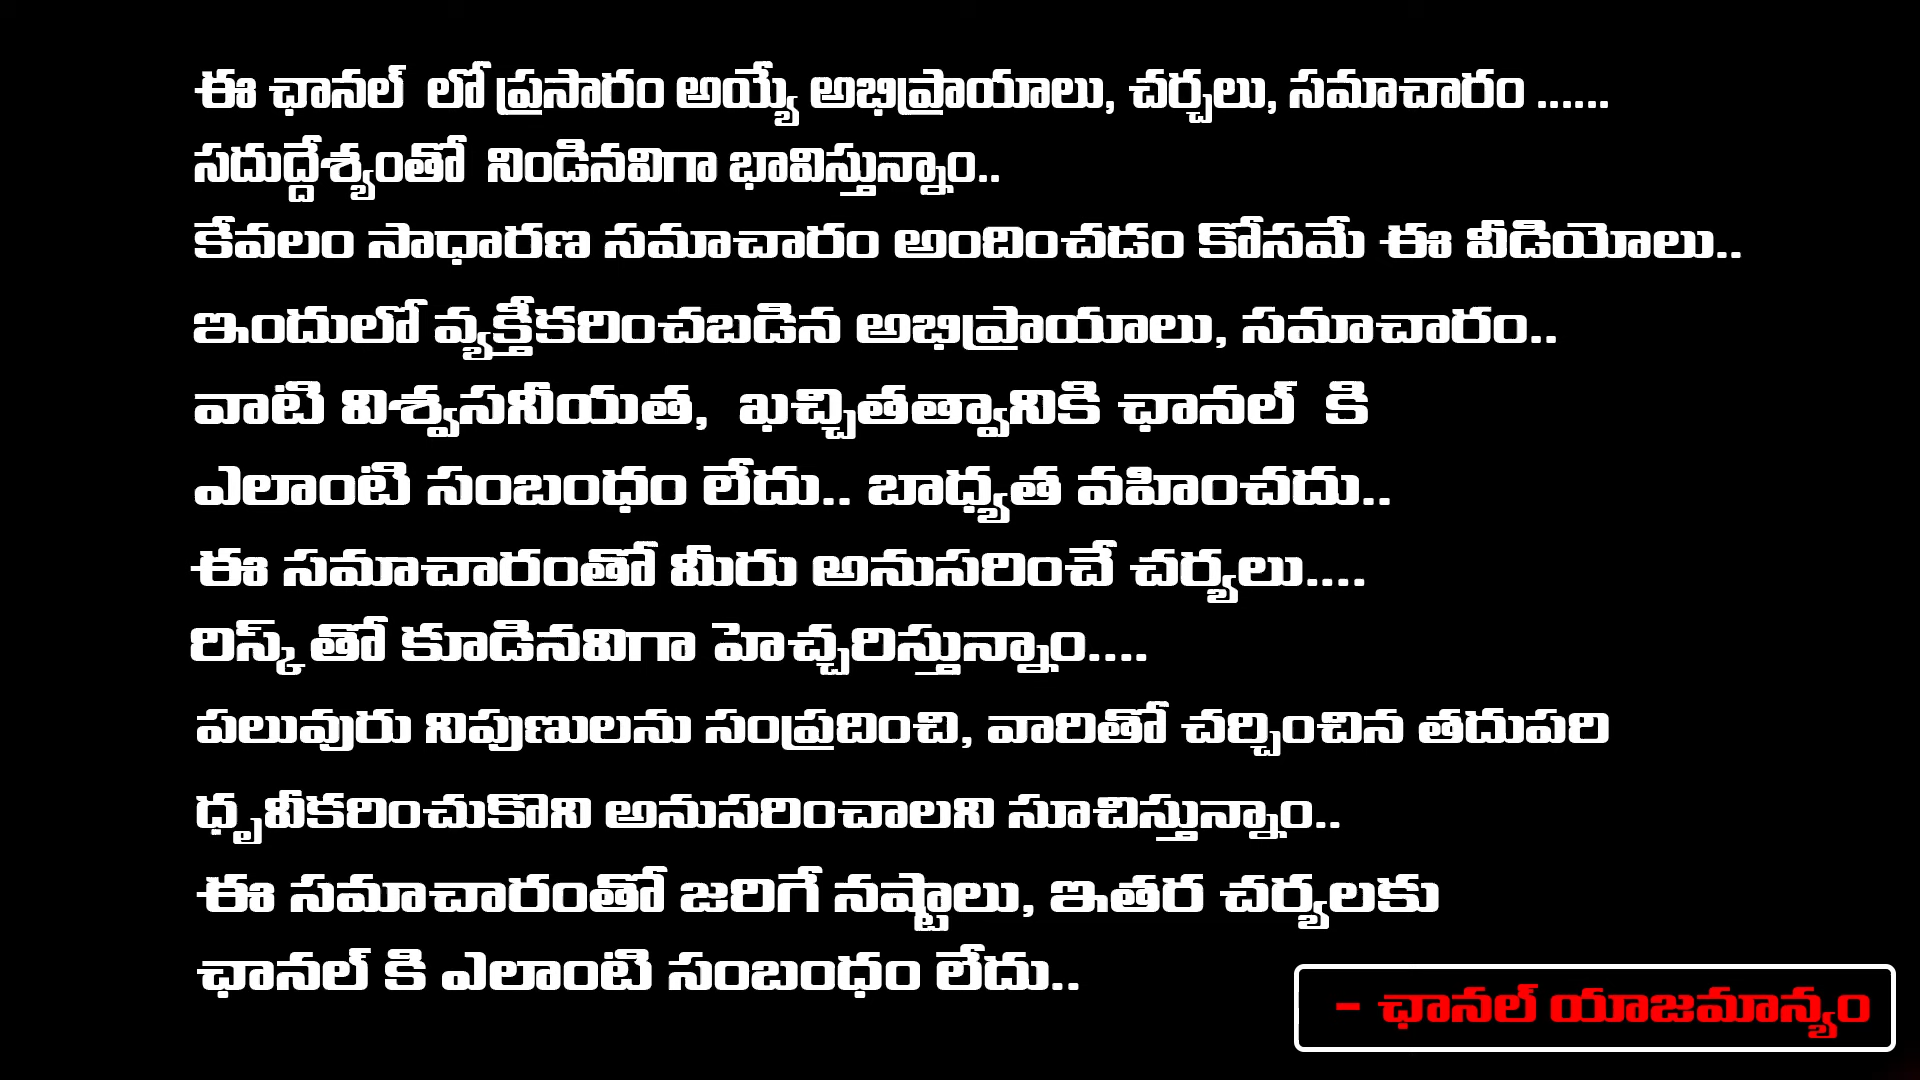 ఈ ఛానల్ లో ప్రసారం అయ్యే అభిప్రాయాలు, చర్చలు, సమాచారం ......
సదుద్దేశ్యంతో నిండినవిగా భావిస్తున్నాం..
కేవలం సాధారణ సమాచారం అందించడం కోసమే ఈ వీడియోలు..
ఇందులో వ్యక్తీకరించబడిన అభిప్రాయాలు, సమాచారం..
వాటి విశ్వసనీయత, ఖచ్చితత్వానికి ఛానల్ కి
ఎలాంటి సంబంధం లేదు.. బాధ్యత వహించదు..
ఈ సమాచారంతో మీరు అనుసరించే చర్యలు....
రిస్క్ తో కూడినవిగా హెచ్చరిస్తున్నాం....
పలువురు నిపుణులను సంప్రదించి, వారితో చర్చించిన తదుపరి
ధృవీకరించుకొని అనుసరించాలని సూచిస్తున్నాం..
ఈ సమాచారంతో జరిగే నష్టాలు, ఇతర చర్యలకు
ఛానల్ కి ఎలాంటి సంబంధం లేదు..
- ఛానల్ యాజమాన్యం